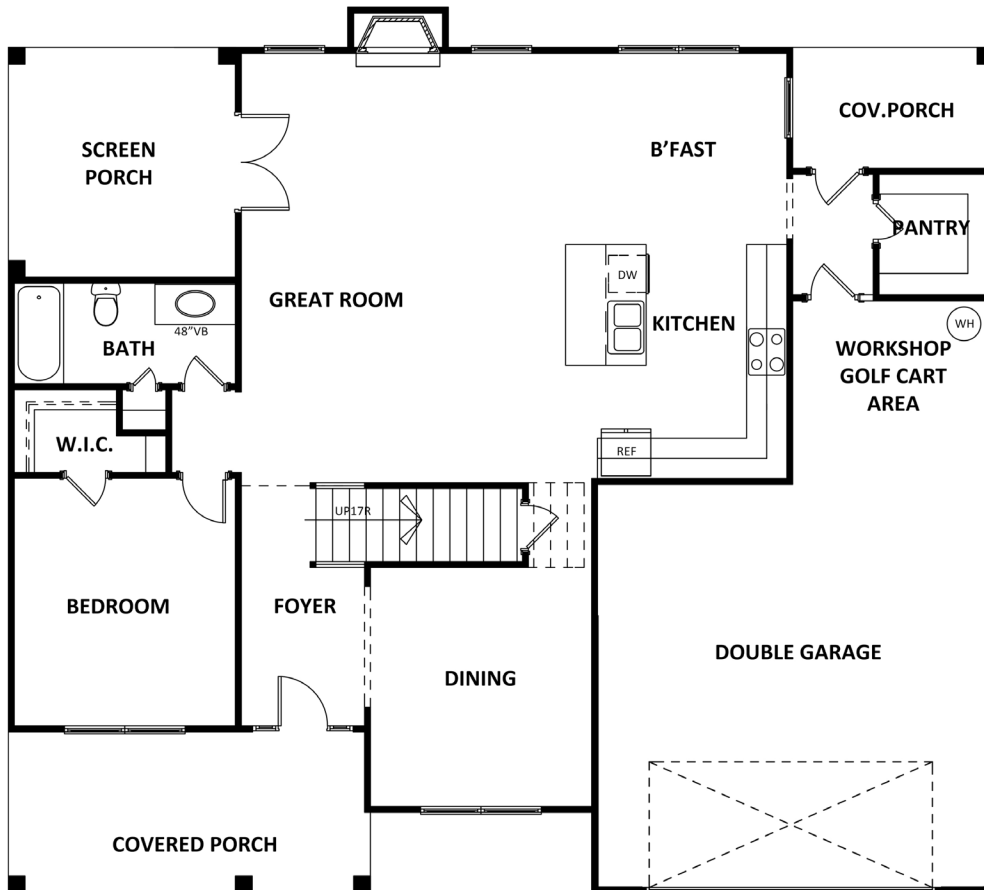 COV.PORCH
SCREEN
PORCH
B’FAST
PANTRY
DW
GREAT ROOM
48”VB
KITCHEN
WH
BATH
WORKSHOP
GOLF CART
AREA
W.I.C.
REF
UP17R
BEDROOM
FOYER
DINING
DOUBLE GARAGE
COVERED PORCH